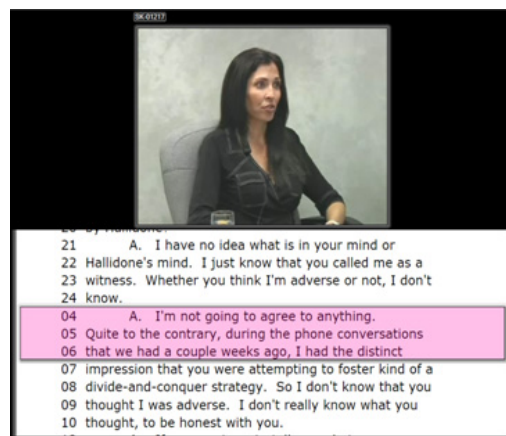 SK-01217
20 by Hallidone?
21 A. I have no idea what is in your mind or
22 Hallidone's mind. I just know that you called me as a
23 witness. Whether you think I'm adverse or not, I don't
24 know.
04 A. I'm not going to agree to anything.
05 Quite to the contrary, during the phone conversations
06 that we had a couple weeks ago, I had the distinct
07 impression that you were attempting to foster kind of a
08 divide-and-conquer strategy. So I don't know that you
09 thought I was adverse. I don't really know what you
10 thought, to be honest with you.